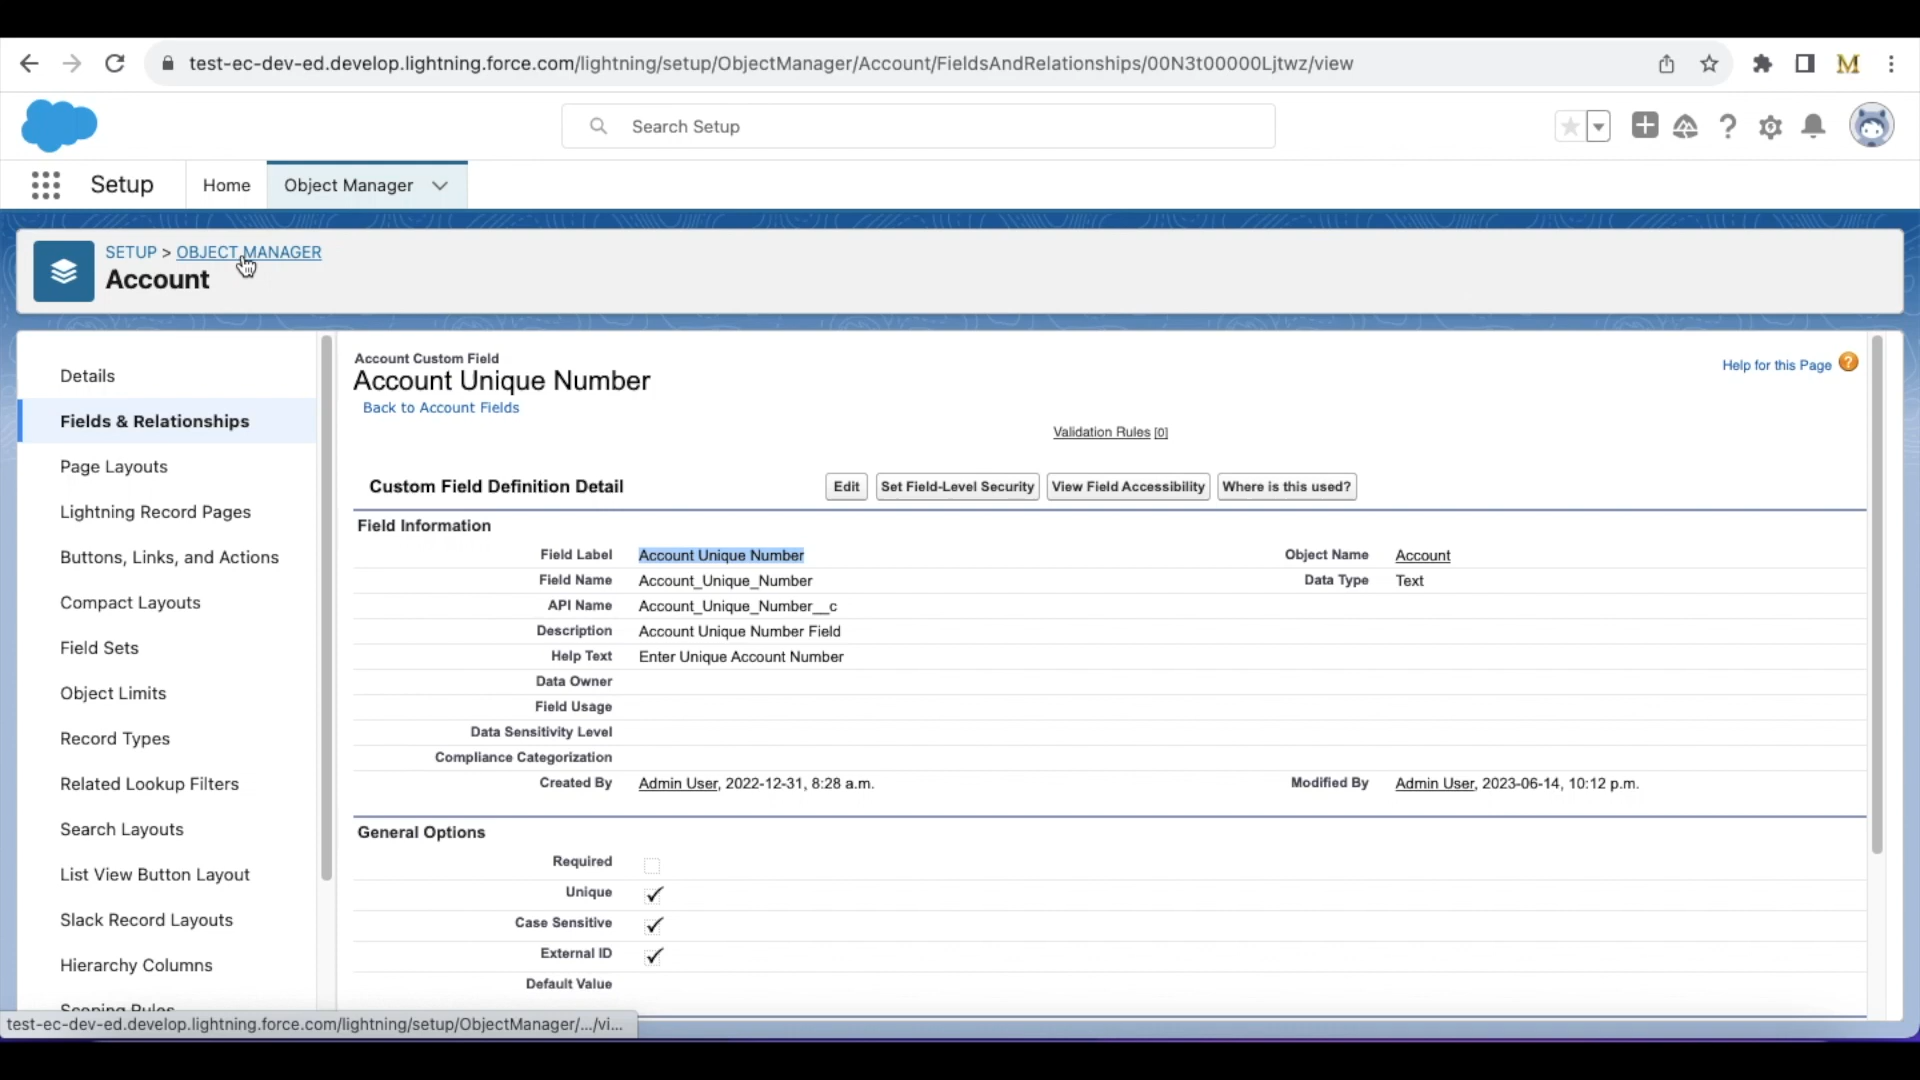 test-ec-dev-ed.develop.lightning.force.com/lightning/setup/ObjectManager/Account/FieldsAndRelationships/00N3t00000Ljtwz/view
M
Search Setup
Setup
Home
Object Manager
SETUP > OBJECT MANAGER
Account
Details
Fields & Relationships
Page Layouts
Lightning Record Pages
Buttons, Links, and Actions
Compact Layouts
Field Sets
Object Limits
Record Types
Related Lookup Filters
Search Layouts
List View Button Layout
Slack Record Layouts
Hierarchy Columns
Scoping Rules
Account Custom Field
Account Unique Number
Back to Account Fields
Help for this Page ?
Validation Rules [0]
Custom Field Definition Detail
Edit
Set Field-Level Security
View Field Accessibility
Where is this used?
Field Information
Field Label Account Unique Number Object Name Account
Field Name Account_Unique_Number Data Type Text
API Name Account_Unique_Number__c
Description Account Unique Number Field
Help Text Enter Unique Account Number
Data Owner
Field Usage
Data Sensitivity Level
Compliance Categorization
Created By Admin User, 2022-12-31, 8:28 a.m. Modified By Admin User, 2023-06-14, 10:12 p.m.
General Options
Required
Unique
Case Sensitive
External ID
Default Value
test-ec-dev-ed.develop.lightning.force.com/lightning/setup/ObjectManager/.../vi...